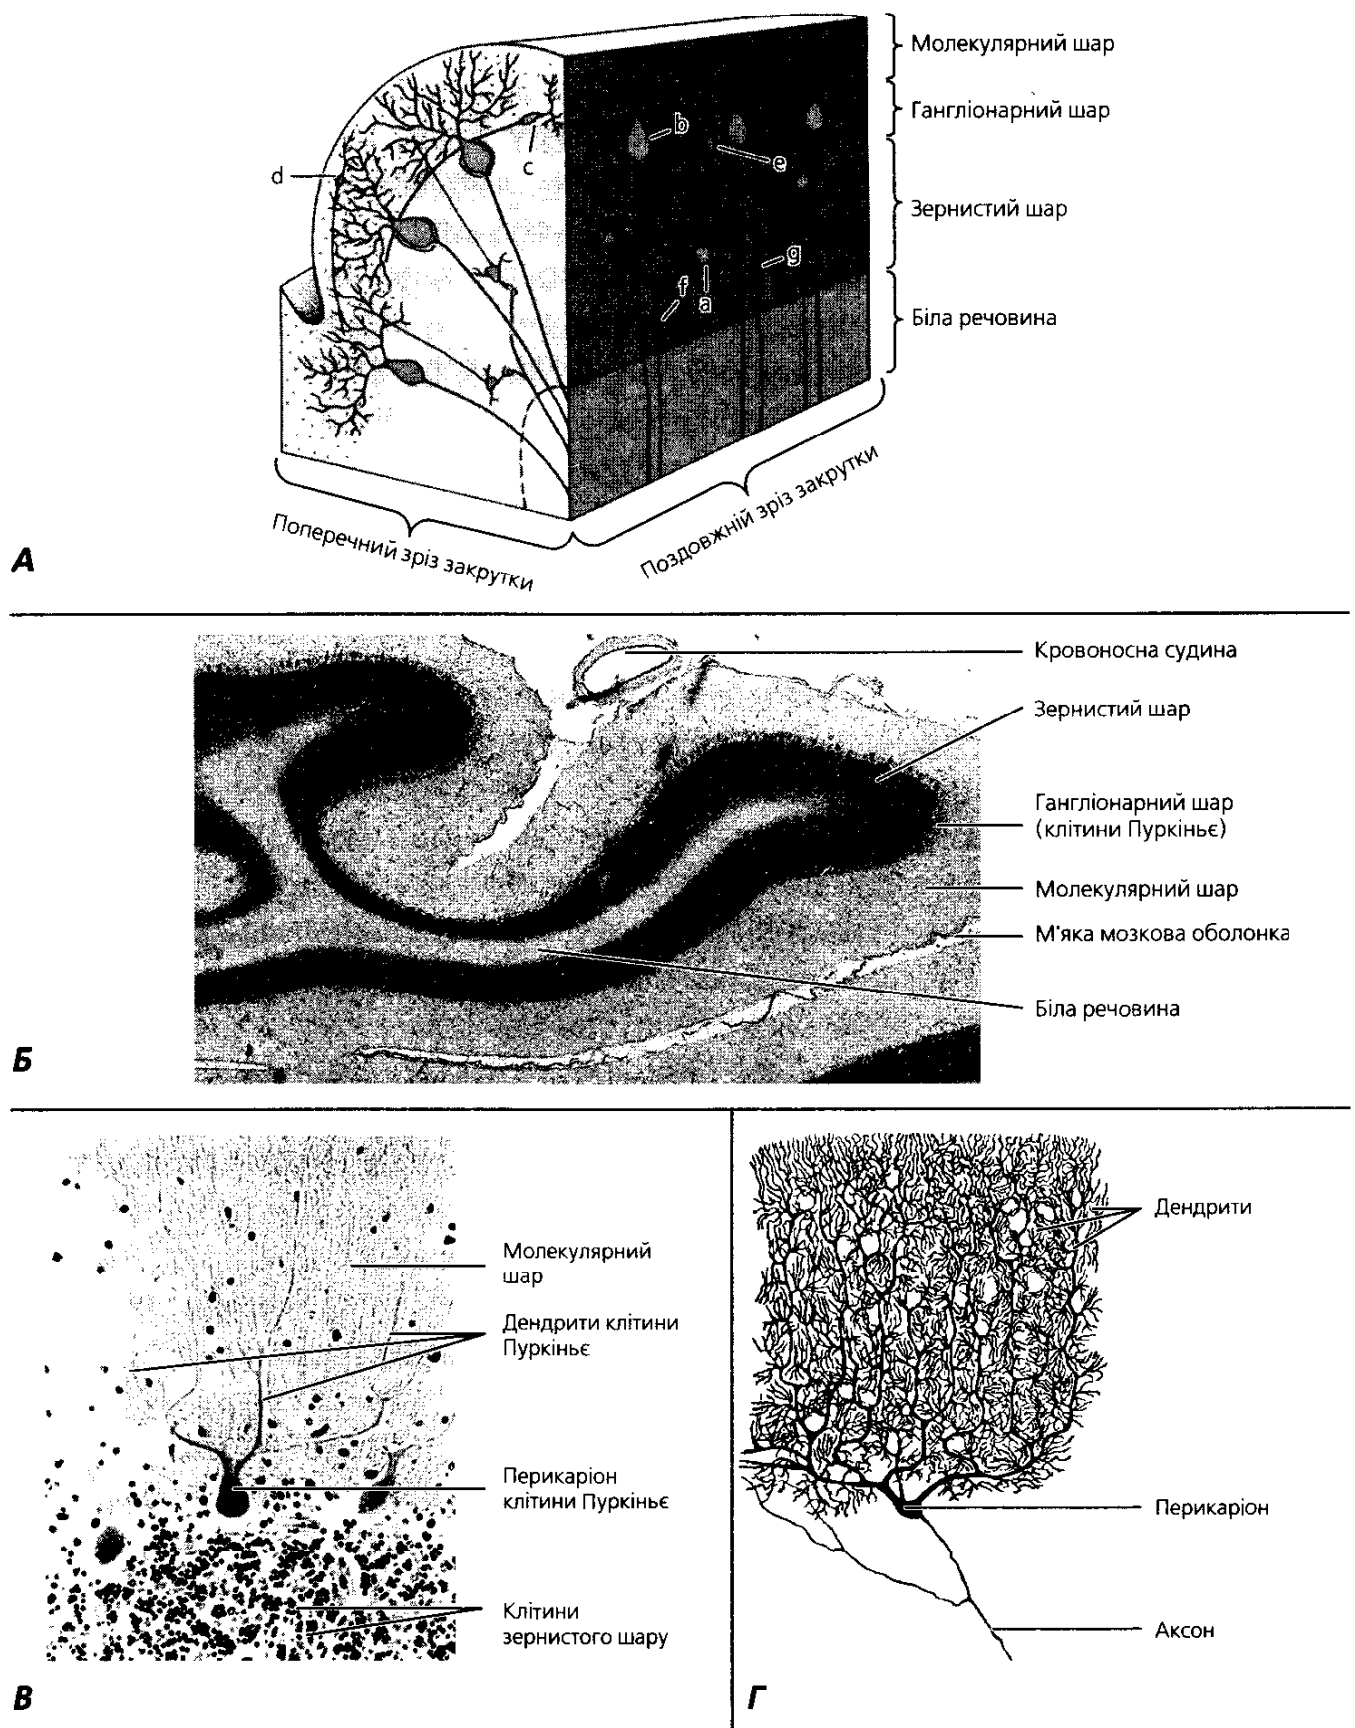 Молекулярний шар
Гангліонарний шар
b
c
e
d
Зернистий шар
g
f
a
Біла речовина
Поперечний зріз закрутки
Поздовжній зріз закрутки
А
Кровоносна судина
Зернистий шар
Гангліонарний шар
(клітини Пуркіньє)
Молекулярний шар
М'яка мозкова оболонка
Біла речовина
Б
Молекулярний
шар
Дендрити клітини
Пуркіньє
Перикаріон
клітини Пуркіньє
Клітини
зернистого шару
В
Дендрити
Перикаріон
Аксон
Г